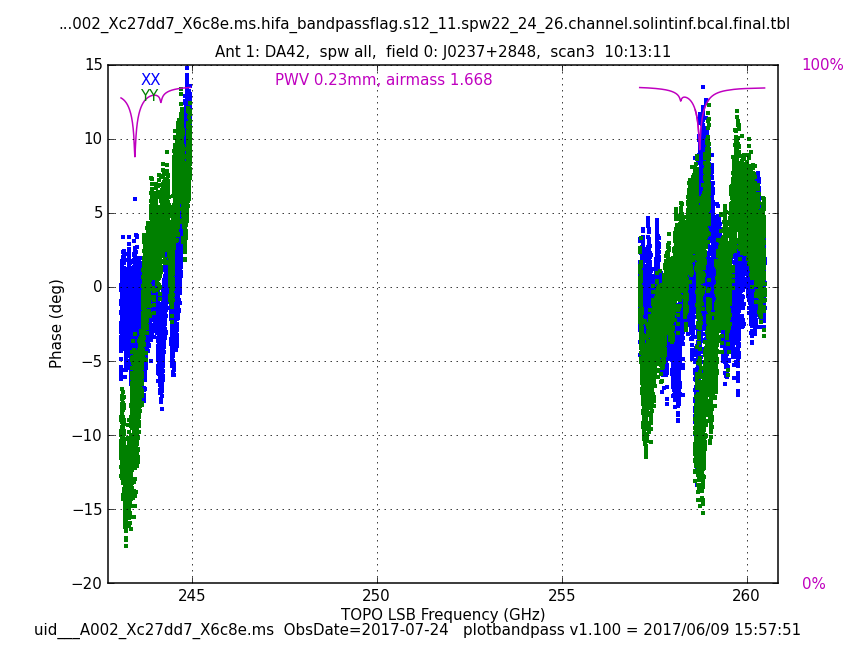 ...002_Xc27dd7_X6c8e.ms.hifa_bandpassflag.s12_11.spw22_24_26.channel.solintinf.bcal.final.tbl
Ant 1: DA42,  spw all,  field 0: J0237+2848,  scan3  10:13:11
15
100%
XX
PWV 0.23mm, airmass 1.668
YY
10
5
0
Phase (deg)
−5
−10
−15
−20
0%
245
250
255
260
TOPO LSB Frequency (GHz)
uid___A002_Xc27dd7_X6c8e.ms  ObsDate=2017-07-24   plotbandpass v1.100 = 2017/06/09 15:57:51